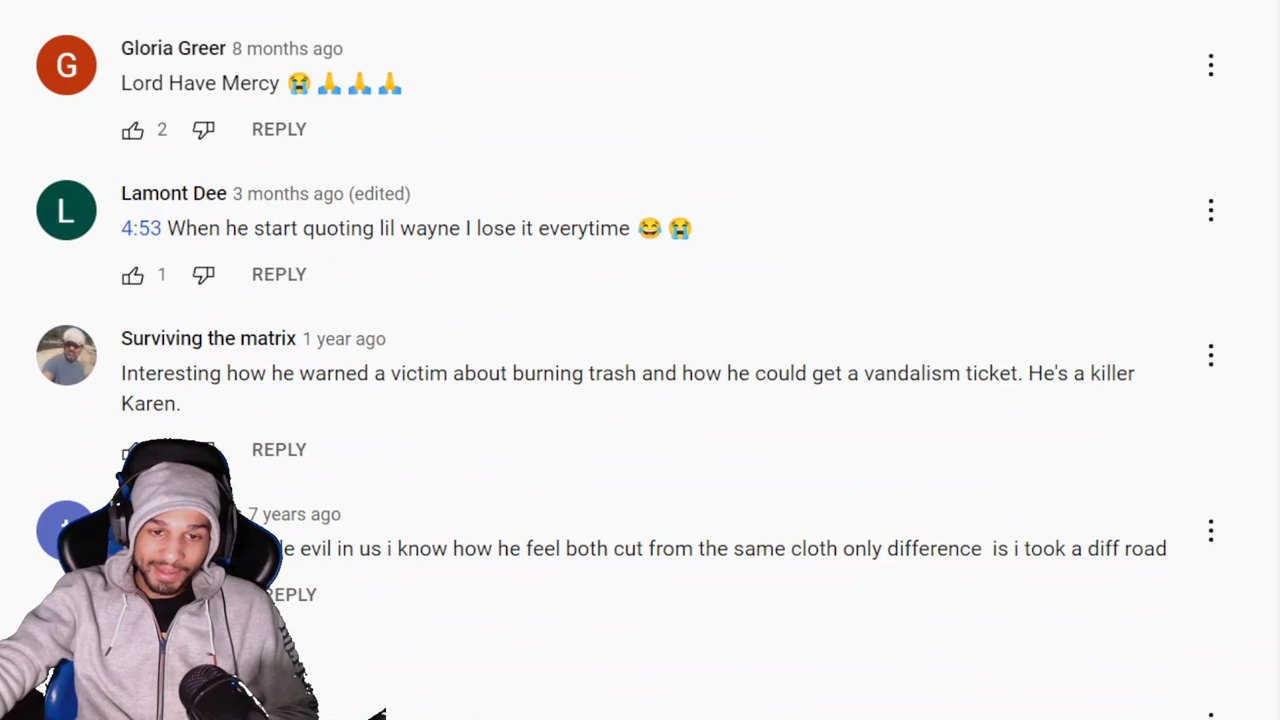 G
Gloria Greer 8 months ago
Lord Have Mercy 😭🙏🙏🙏
2 REPLY
L
Lamont Dee 3 months ago (edited)
4:53 When he start quoting lil wayne I lose it everytime 😂😭
1 REPLY
Surviving the matrix 1 year ago
Interesting how he warned a victim about burning trash and how he could get a vandalism ticket. He's a killer
Karen.
REPLY
7 years ago
evil in us i know how he feel both cut from the same cloth only difference is i took a diff road
REPLY